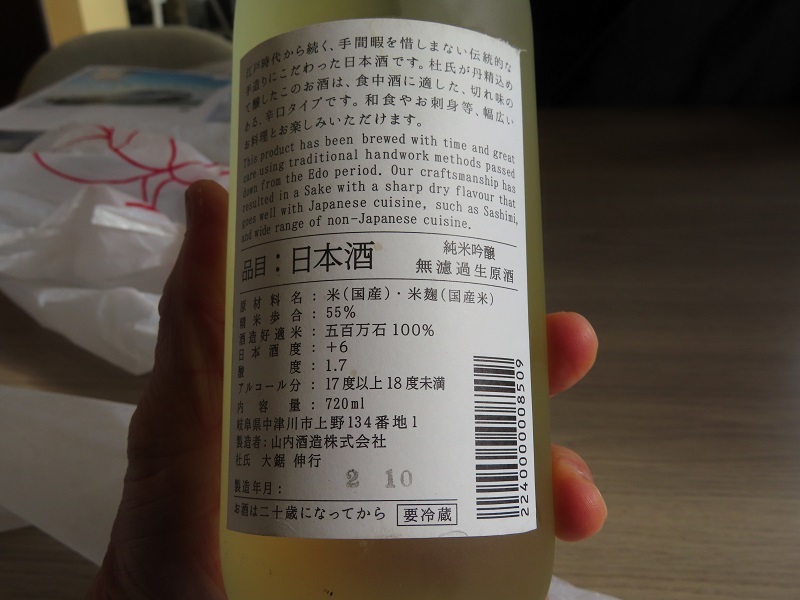 江戸時代から続く、手間暇を惜しまない伝統的な
手造りにこだわった日本酒です。杜氏が丹精込め
て醸したこのお酒は、食中酒に適した、切れ味の
ある、辛口タイプです。和食やお刺身等、幅広い
お料理とお楽しみいただけます。
This product has been brewed with time and great
care using traditional handwork methods passed
down from the Edo period. Our craftsmanship has
resulted in a Sake with a sharp dry flavour that
goes well with Japanese cuisine, such as Sashimi,
and wide range of non-Japanese cuisine.
品目：日本酒 純米吟醸
無濾過生原酒
原材料名：米(国産)・米麹(国産米)
精米歩合：55%
酒造好適米：五百万石100%
日本酒度：+6
酸度：1.7
アルコール分：17度以上18度未満
内容量：720ml
岐阜県中津川市上野134番地1
製造者：山内酒造株式会社
杜氏 大鋸 伸行
製造年月： 2 10
お酒は二十歳になってから 要冷蔵
2240000008509